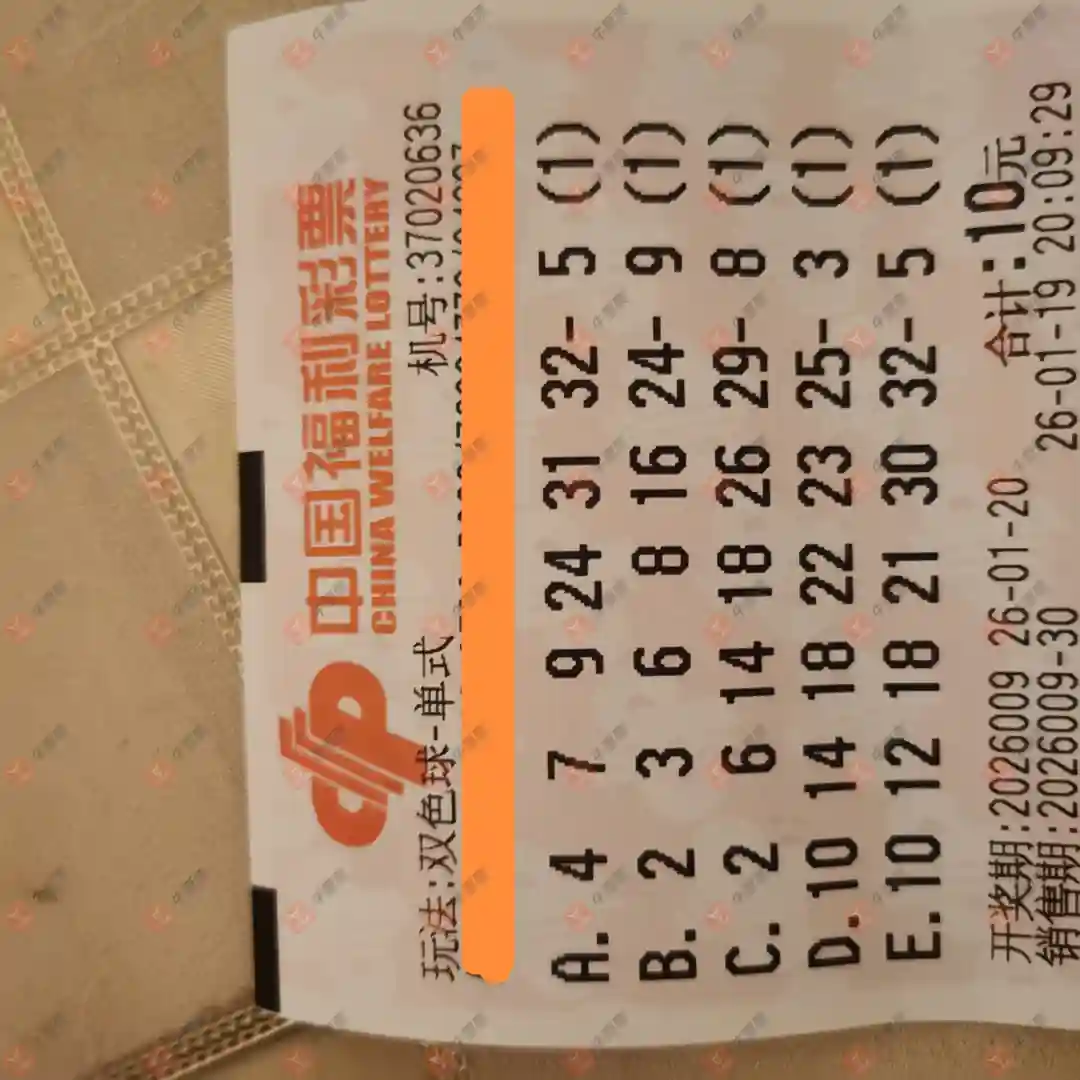 中国福利彩票
CHINA WELFARE LOTTERY
玩法:双色球-单式 机号:37020636
A. 4 7 9 24 31 32- 5 (1)
B. 2 3 6 8 16 24- 9 (1)
C. 2 6 14 18 26 29- 8 (1)
D.10 14 18 22 23 25- 3 (1)
E.10 12 18 21 30 32- 5 (1)
合计:10元
开奖期:2026009 26-01-20
销售期:2026009-30 26-01-19 20:09:29